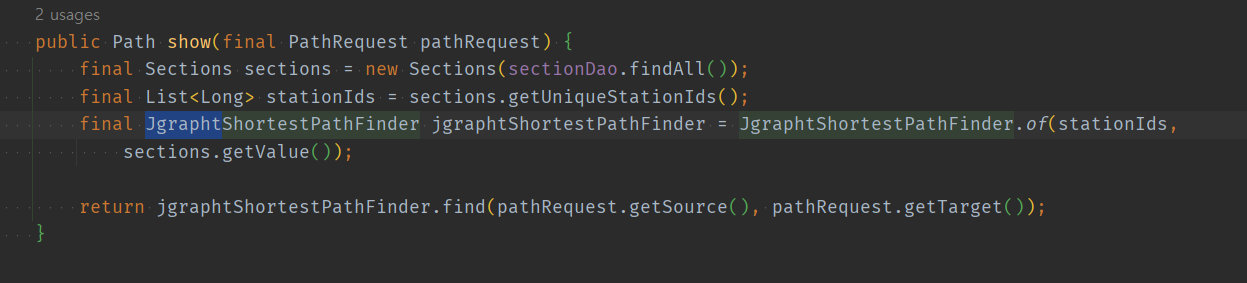 2 usages
public Path show(final PathRequest pathRequest) {
final Sections sections = new Sections(sectionDao.findAll());
final List<Long> stationIds = sections.getUniqueStationIds();
final JgraphtShortestPathFinder jgraphtShortestPathFinder = JgraphtShortestPathFinder.of(stationIds,
sections.getValue());
return jgraphtShortestPathFinder.find(pathRequest.getSource(), pathRequest.getTarget());
}